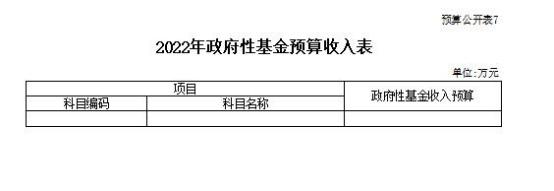 预算公开表7
2022年政府性基金预算收入表
单位:万元
项目
政府性基金收入预算
科目编码 科目名称